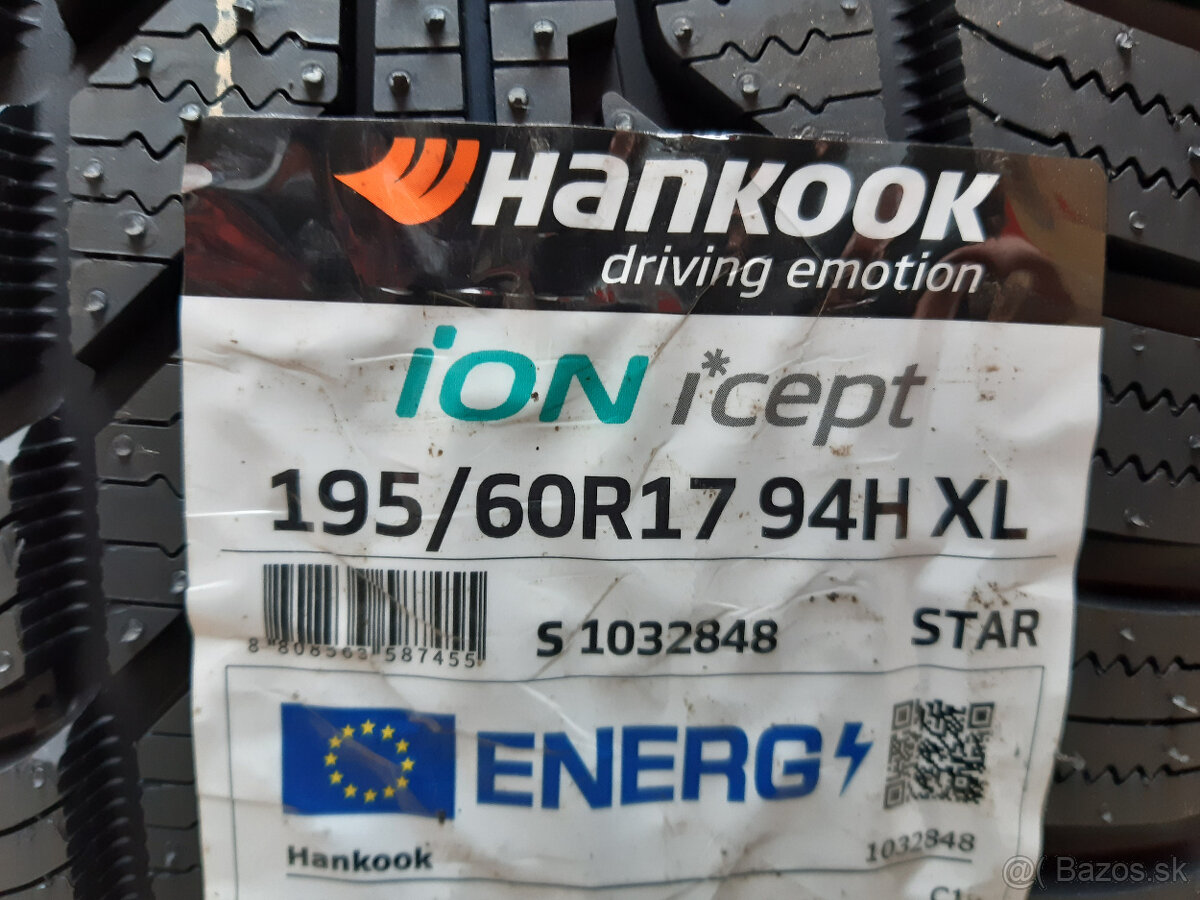 Hankook
driving emotion
iON i*cept
195/60R17 94H XL
S 1032848
STAR
8 808563 587455
ENERG
Hankook
1032848
C1
@( Bazos.sk